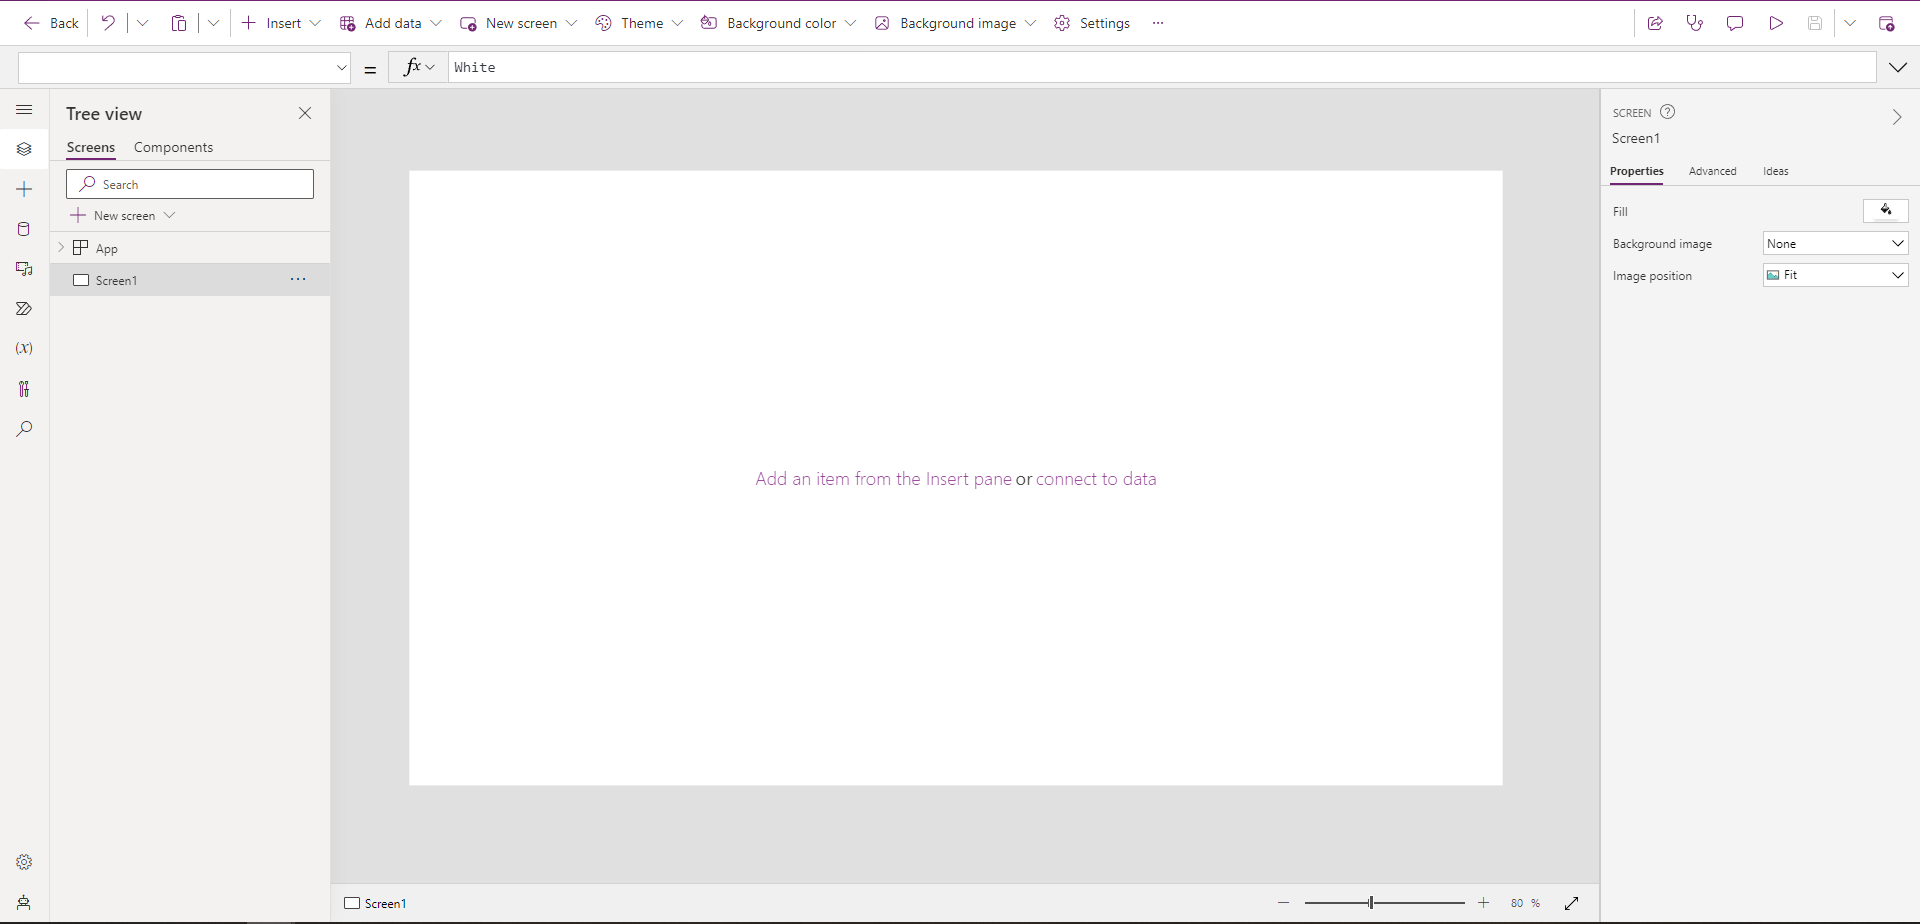 Back
Insert
Add data
New screen
Theme
Background color
Background image
Settings
=
fx
White
Tree view
Screens
Components
Search
New screen
App
Screen1
(x)
Add an item from the Insert pane or connect to data
SCREEN
Screen1
Properties
Advanced
Ideas
Fill
Background image
None
Image position
Fit
Screen1
80 %